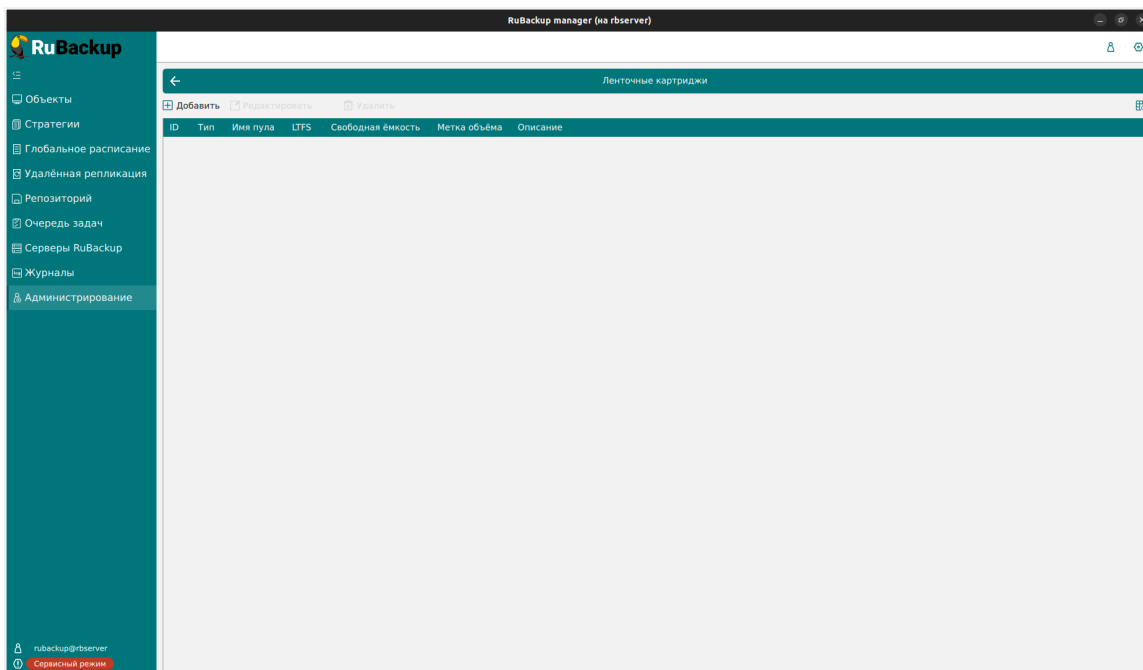 RuBackup manager (на rbserver)
RuBackup
Ленточные картриджи
Добавить Редактировать Удалить
ID Тип Имя пула LTFS Свободная ёмкость Метка объёма Описание
Объекты
Стратегии
Глобальное расписание
Удалённая репликация
Репозиторий
Очередь задач
Серверы RuBackup
Журналы
Администрирование
rubackup@rbserver
Сервисный режим